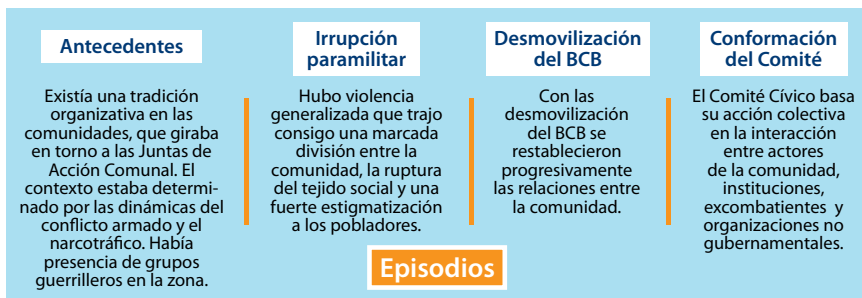 Antecedentes
Existía una tradición
organizativa en las
comunidades, que giraba
en torno a las Juntas de
Acción Comunal. El
contexto estaba determi-
nado por las dinámicas del
conflicto armado y el
narcotráfico. Había
presencia de grupos
guerrilleros en la zona.
Irrupción
paramilitar
Hubo violencia
generalizada que trajo
consigo una marcada
división entre la
comunidad, la ruptura
del tejido social y una
fuerte estigmatización
a los pobladores.
Desmovilización
del BCB
Con las
desmovilización
del BCB se
restablecieron
progresivamente
las relaciones entre
la comunidad.
Conformación
del Comité
El Comité Cívico basa
su acción colectiva
en la interacción
entre actores
de la comunidad,
instituciones,
excombatientes y
organizaciones no
gubernamentales.
Episodios